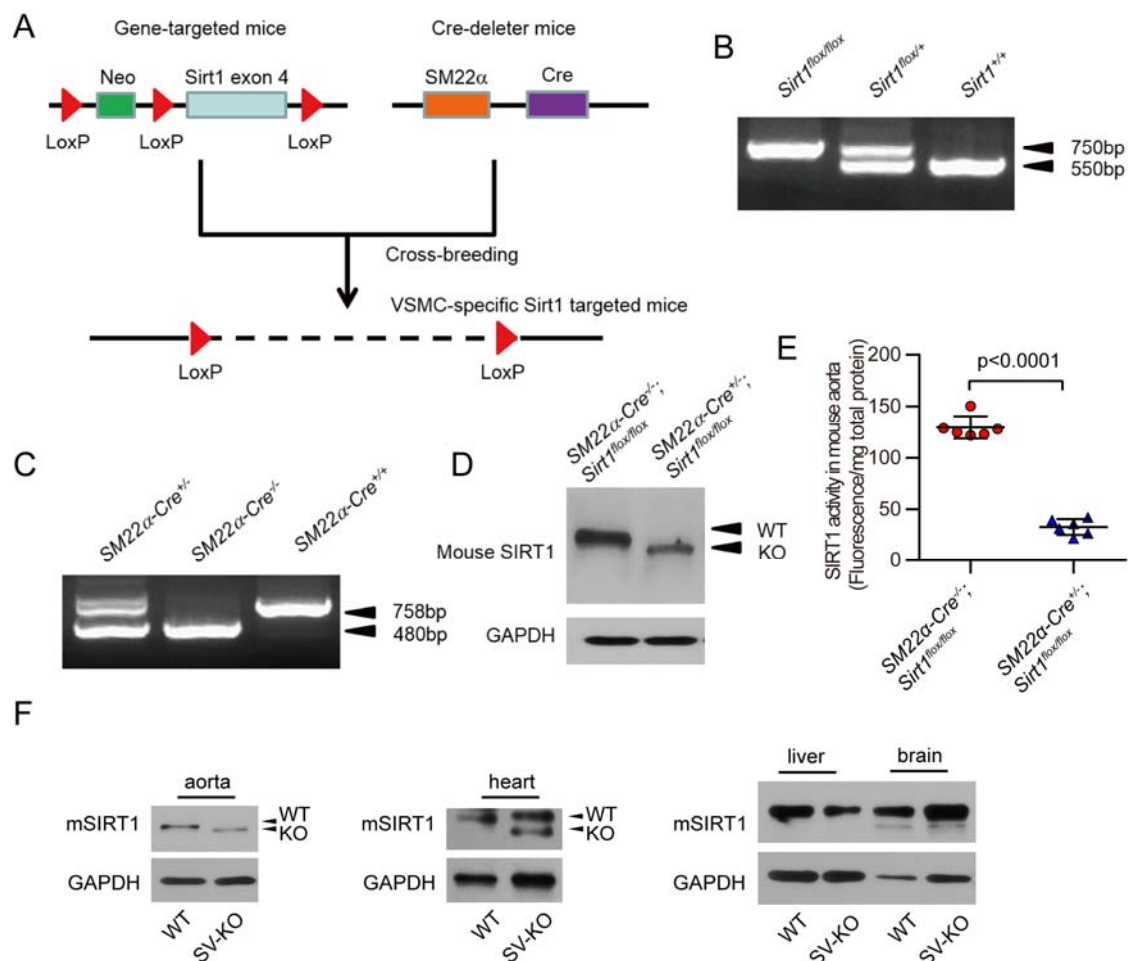 A
Gene-targeted mice
Cre-deleter mice
Neo
Sirt1 exon 4
SM22α
Cre
LoxP
LoxP
LoxP
Cross-breeding
VSMC-specific Sirt1 targeted mice
LoxP
LoxP
B
Sirt1flox/flox
Sirt1flox/+
Sirt1+/+
750bp
550bp
C
SM22α-Cre+/-
SM22α-Cre-/-
SM22α-Cre+/+
758bp
480bp
D
SM22α-Cre-/-;
Sirt1flox/flox
SM22α-Cre+/-;
Sirt1flox/flox
Mouse SIRT1
WT
KO
GAPDH
E
SIRT1 activity in mouse aorta
(Fluorescence/mg total protein)
200
150
100
50
0
p<0.0001
SM22α-Cre-/-;
Sirt1flox/flox
SM22α-Cre+/-;
Sirt1flox/flox
F
aorta
mSIRT1
WT
KO
GAPDH
WT
SV-KO
heart
mSIRT1
WT
KO
GAPDH
WT
SV-KO
liver
brain
mSIRT1
GAPDH
WT
SV-KO
WT
SV-KO